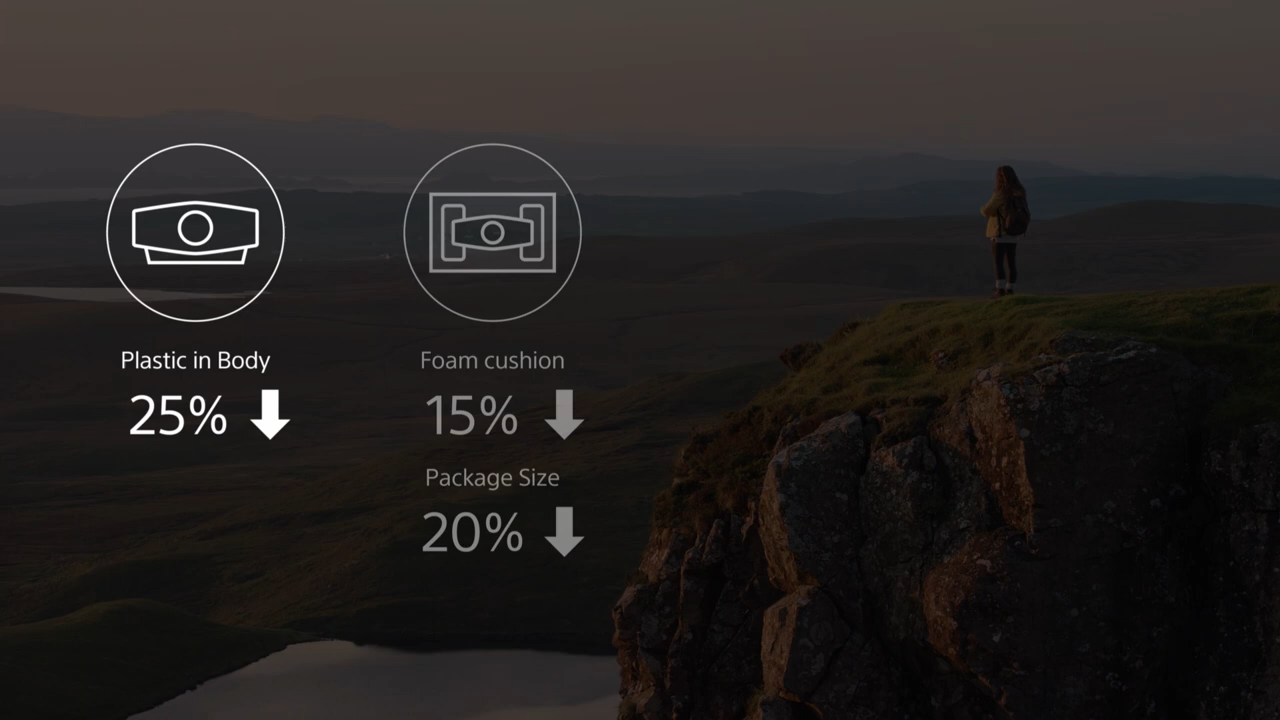 Plastic in Body
25%
Foam cushion
15%
Package Size
20%